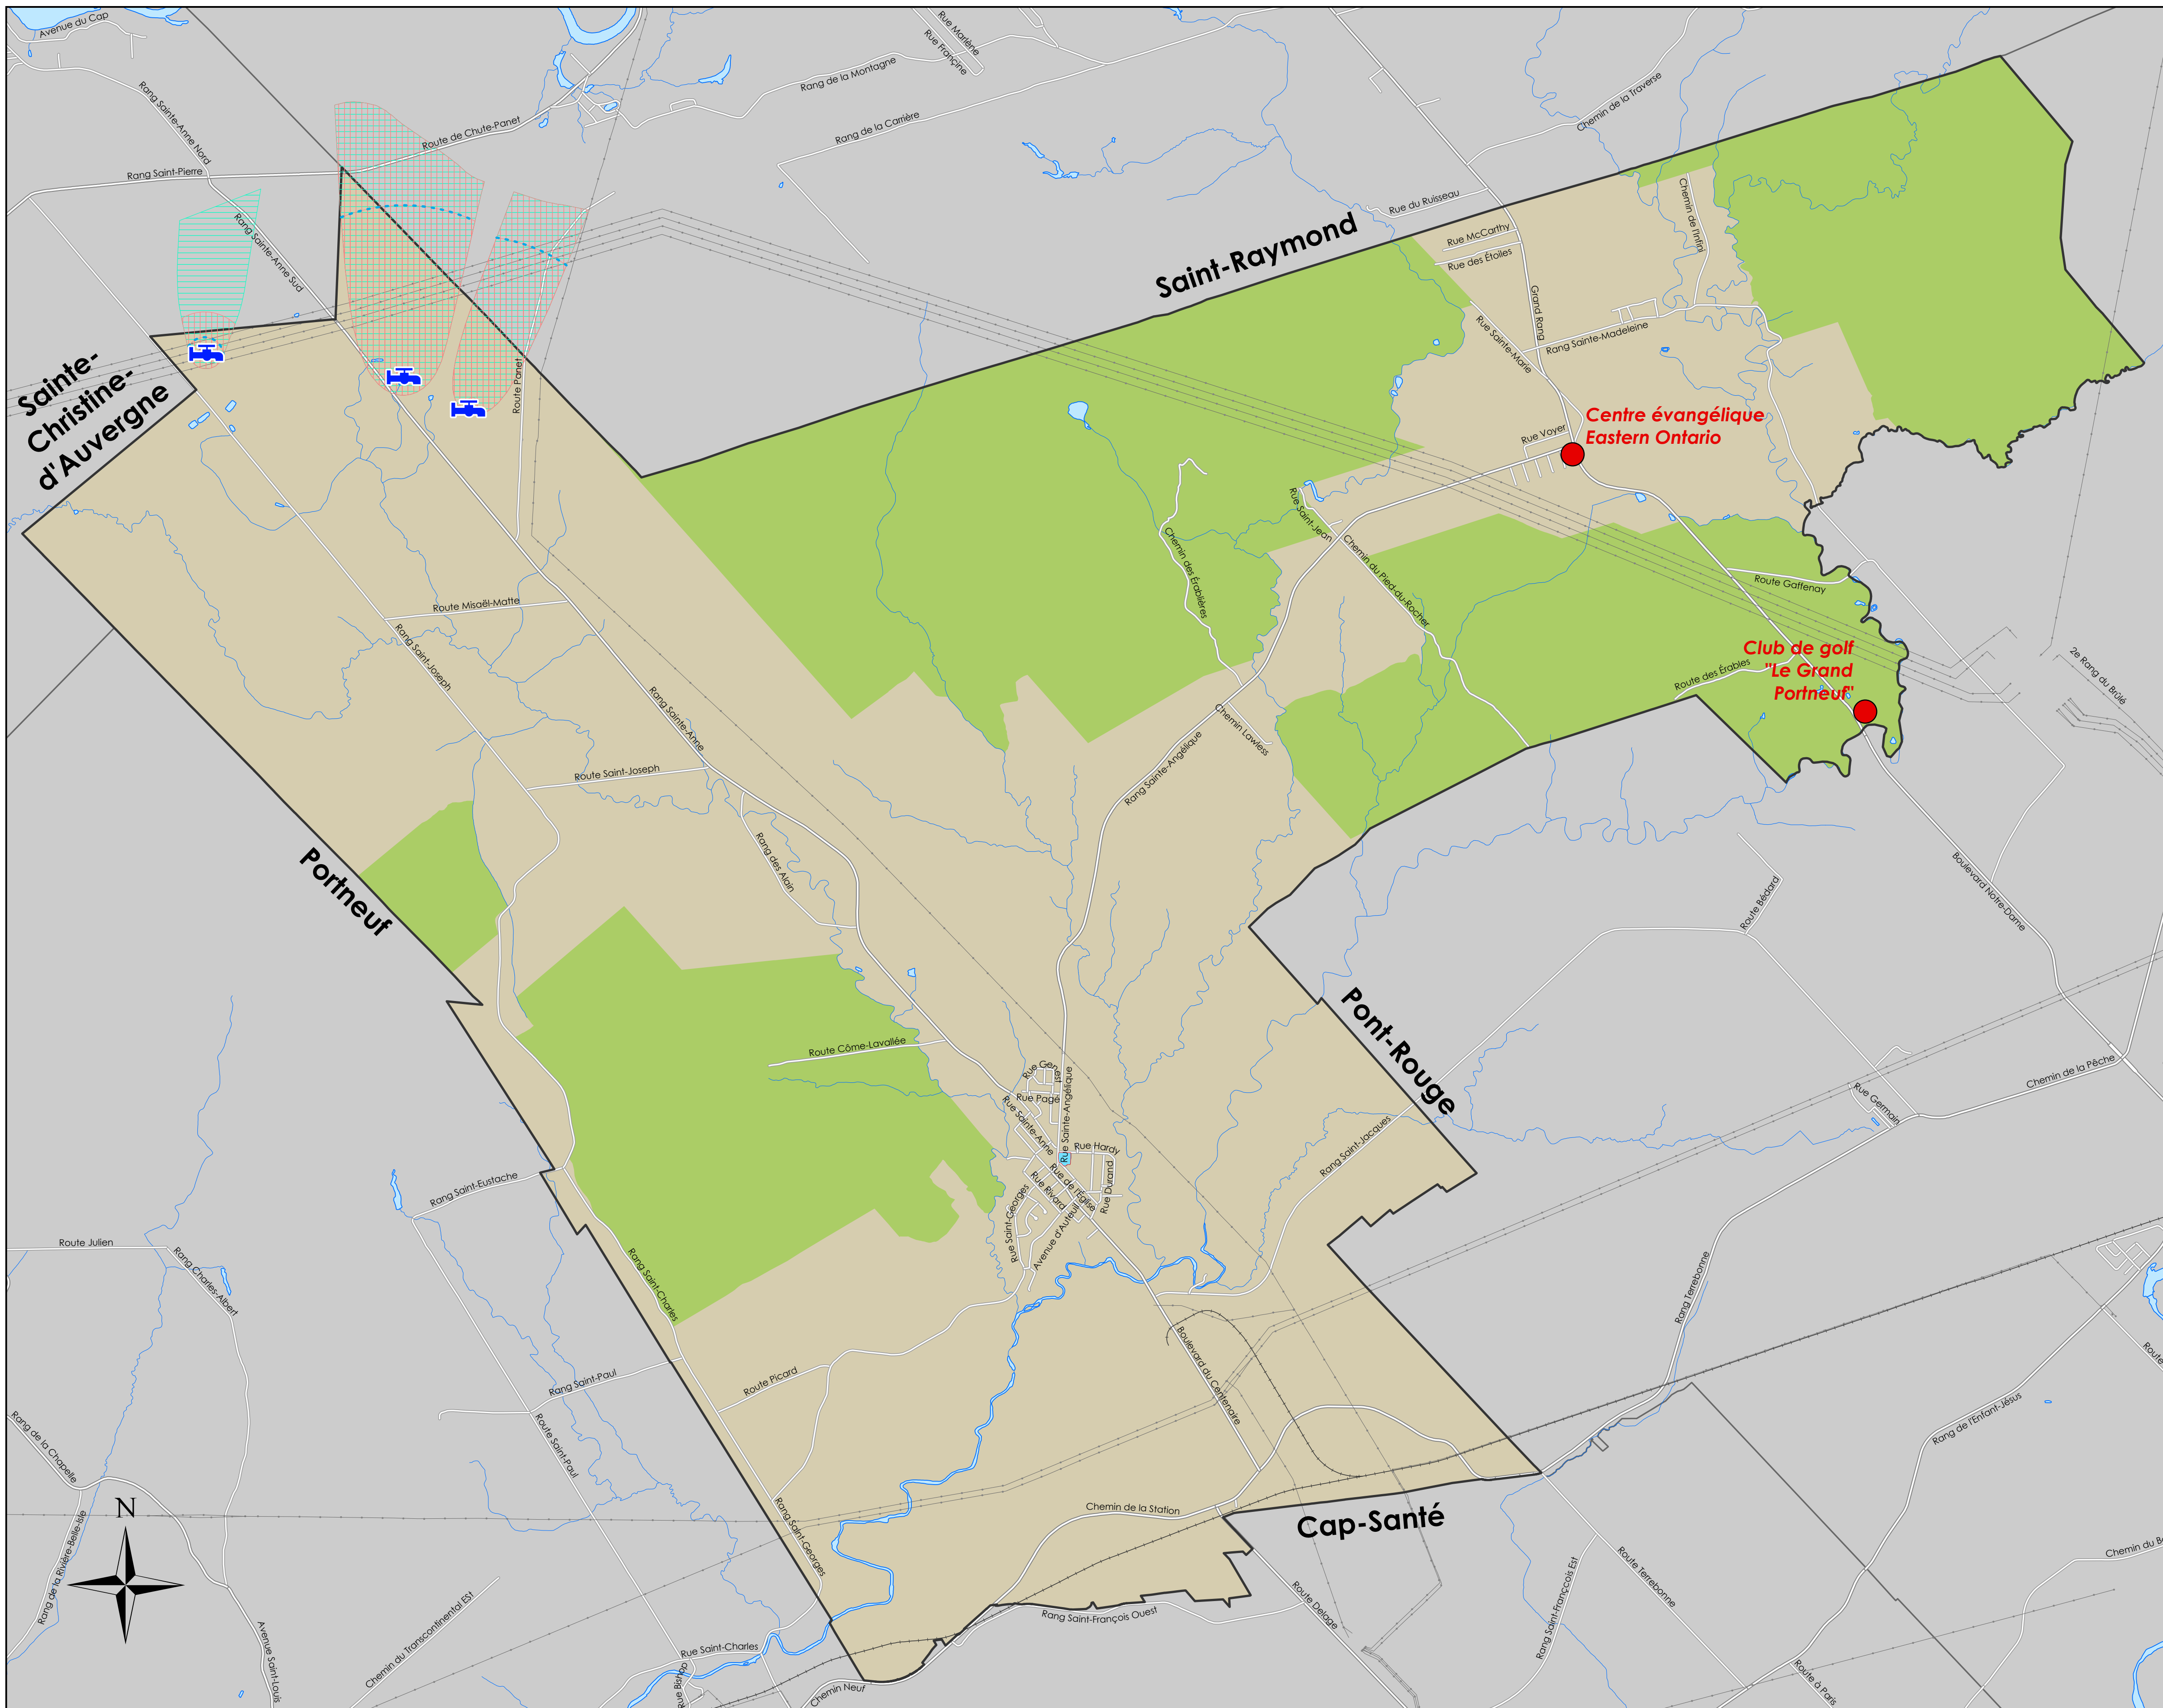 Avenue du Cap
Rue Marlène
Rue Françine
Rang de la Montagne
Rang Sainte-Anne Nord
Chemin de la Traverse
Route de Chute-Panet
Rang de la Carrière
Rang Saint-Pierre
Rang Sainte-Anne Sud
Rue du Ruisseau
Chemin de l'Infini
Saint-Raymond
Rue McCarthy
Rue des Étoiles
Grand Rang
Rue Sainte-Marie
Rang Sainte-Madeleine
Sainte-
Christine-
d'Auvergne
Route Panet
Centre évangélique
Eastern Ontario
Rue Voyer
Rue Saint-Jean
Chemin des Érablières
Chemin du Pied-du-Rocher
Route Gaffenay
Route Misaël-Matte
Rang Saint-Joseph
Club de golf
"Le Grand
Portneuf"
Route des Érables
2e Rang du Brûlé
Rang Sainte-Anne
Chemin Lawless
Rang Sainte-Angélique
Route Saint-Joseph
Rang des Alain
Portneuf
Boulevard Notre-Dame
Route Bédard
Pont-Rouge
Route Côme-Lavallée
Rue Genest
Rue Pagé
Rue Sainte-Angélique
Rue Sainte-Anne
Rue Hardy
Rue de l'Église
Rue Rivard
Rue Durand
Rue Saint-Georges
Avenue d'Auteuil
Rang Saint-Jacques
Chemin de la Pêche
Rue Germain
Rang Saint-Eustache
Route Julien
Rang Charles-Albert
Rang Saint-Charles
Rang Terrebonne
Boulevard du Centenaire
Route Picard
Rang Saint-Paul
Route Saint-Paul
Route
Rang de l'Enfant-Jésus
Rang de la Chapelle
Rang de la Rivière-Belle-Isle
N
Rang Saint-Georges
Chemin de la Station
Cap-Santé
Rang Saint-François Ouest
Route Delage
Rang Saint-Franccois Est
Route Terrebonne
Chemin du B
Chemin du Transcontinental ESt
Avenue Saint-Louis
Rue Saint-Charles
Rue Bishop
Chemin Neuf
Route à Paris